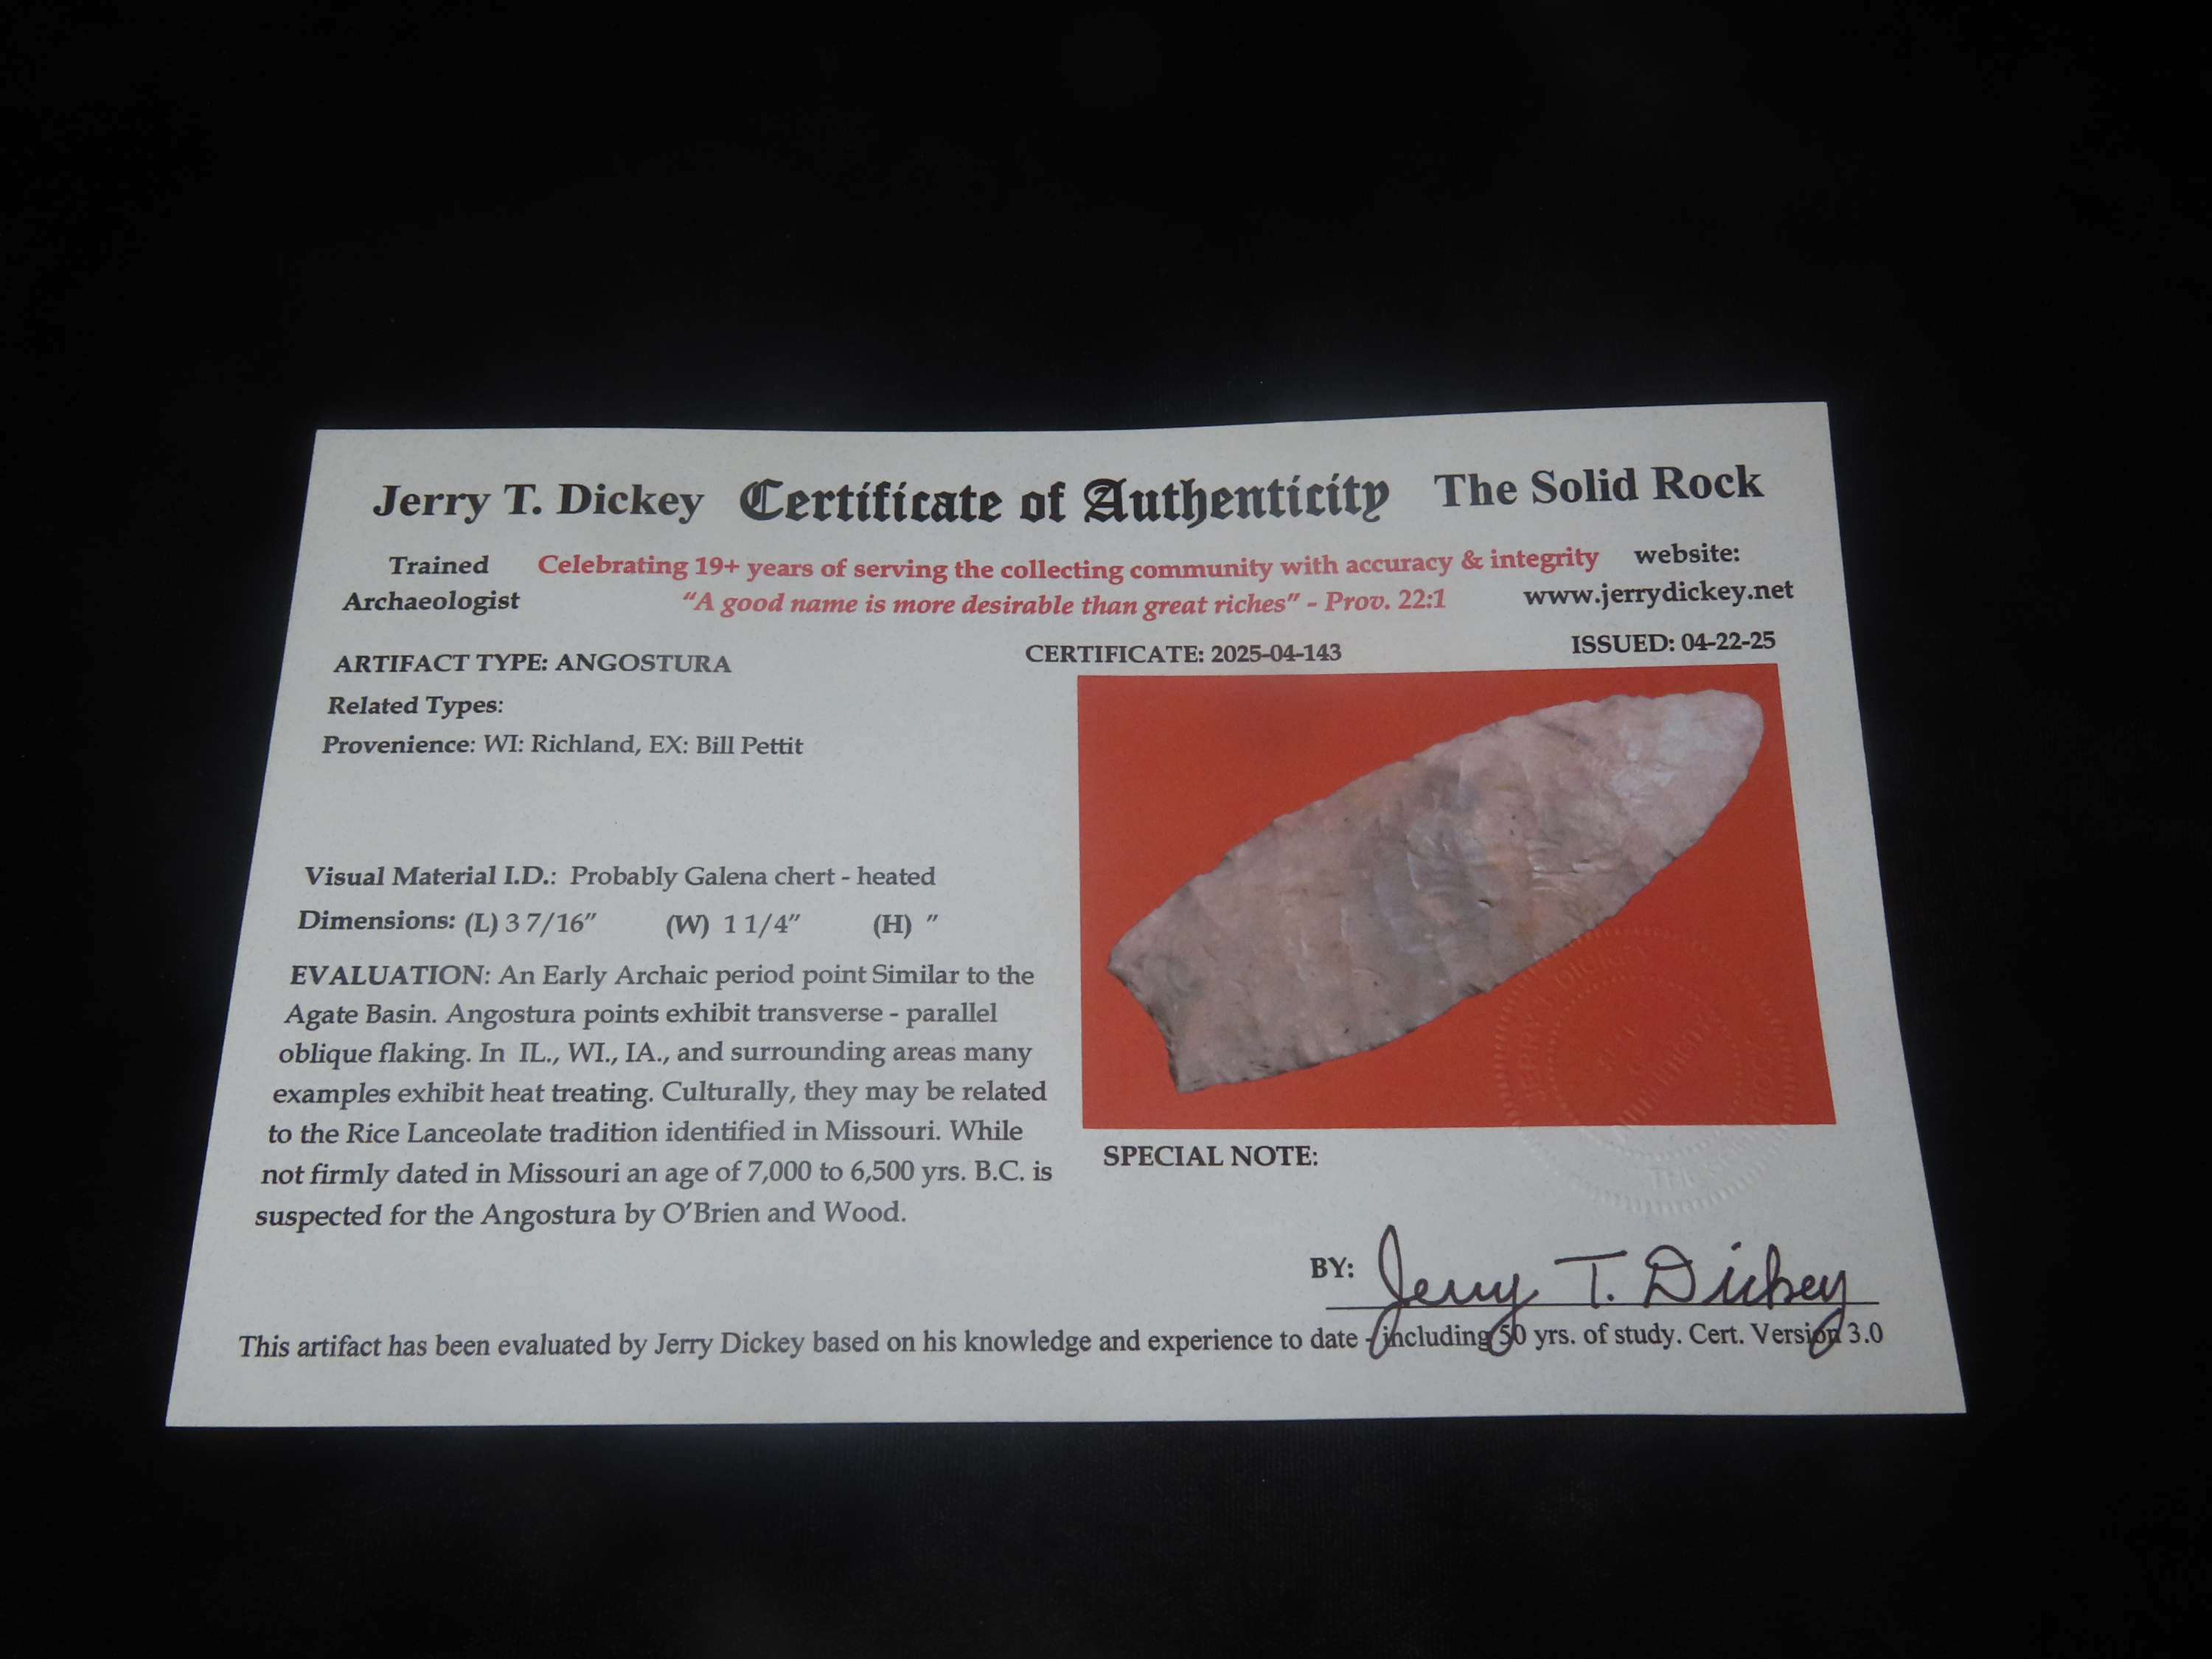 Jerry T. Dickey Certificate of Authenticity The Solid Rock
Trained Archaeologist
Celebrating 19+ years of serving the collecting community with accuracy & integrity
"A good name is more desirable than great riches" - Prov. 22:1
website:
www.jerrydickey.net
ARTIFACT TYPE: ANGOSTURA
CERTIFICATE: 2025-04-143
ISSUED: 04-22-25
Related Types:
Provenience: WI: Richland, EX: Bill Pettit
Visual Material I.D.: Probably Galena chert - heated
Dimensions: (L) 3 7/16" (W) 1 1/4" (H) "
EVALUATION: An Early Archaic period point Similar to the
Agate Basin. Angostura points exhibit transverse - parallel
oblique flaking. In IL., WI., IA., and surrounding areas many
examples exhibit heat treating. Culturally, they may be related
to the Rice Lanceolate tradition identified in Missouri. While
not firmly dated in Missouri an age of 7,000 to 6,500 yrs. B.C. is
suspected for the Angostura by O'Brien and Wood.
JERRY T. DICKEY
SPECIAL NOTE:
BY: Jerry T. Dickey
This artifact has been evaluated by Jerry Dickey based on his knowledge and experience to date - including 50 yrs. of study. Cert. Version 3.0